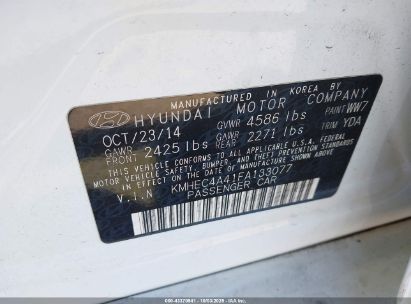 MANUFACTURED IN KOREA BY
HYUNDAI MOTOR COMPANY
OCT/23/14 GVWR 4586 lbs PAINT WW7
GAWR FRONT 2425 lbs GAWR REAR 2271 lbs TRIM YDA
THIS VEHICLE CONFORMS TO ALL APPLICABLE U.S.A. FEDERAL
MOTOR VEHICLE SAFETY, BUMPER, AND THEFT PREVENTION
STANDARDS IN EFFECT ON THE DATE OF MANUFACTURE SHOWN ABOVE.
V.I.N KMHEC4A41FA133077
PASSENGER CAR